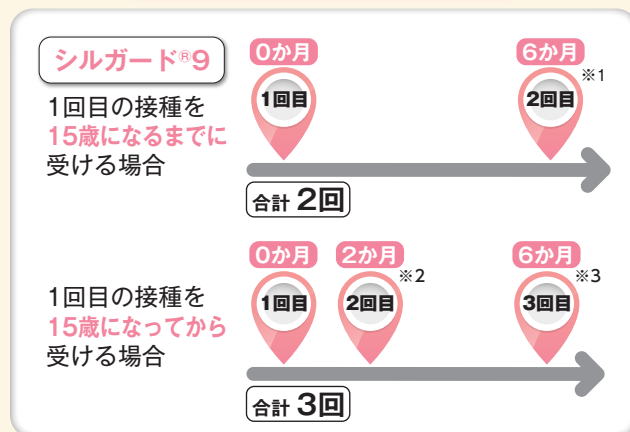 シルガード®9
1回目の接種を
15歳になるまでに
受ける場合
0か月
6か月
1回目
2回目
※1
合計 2回
1回目の接種を
15歳になってから
受ける場合
0か月
2か月
6か月
1回目
2回目
※2
3回目
※3
合計 3回